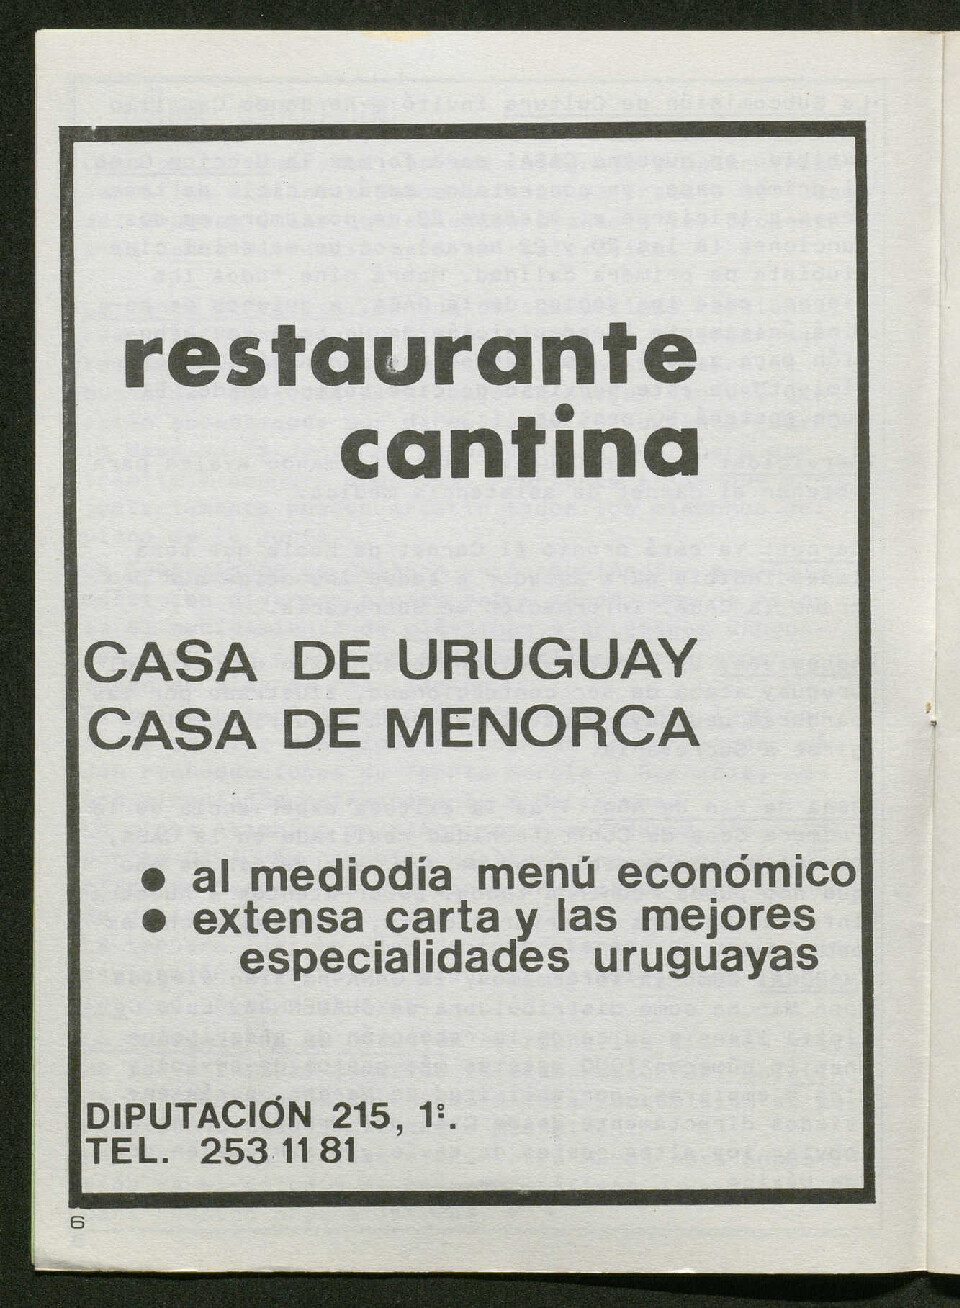 restaurante
cantina
CASA DE URUGUAY
CASA DE MENORCA
• al mediodía menú económico
• extensa carta y las mejores
especialidades uruguayas
DIPUTACIÓN 215, 1º.
TEL. 253 11 81
6